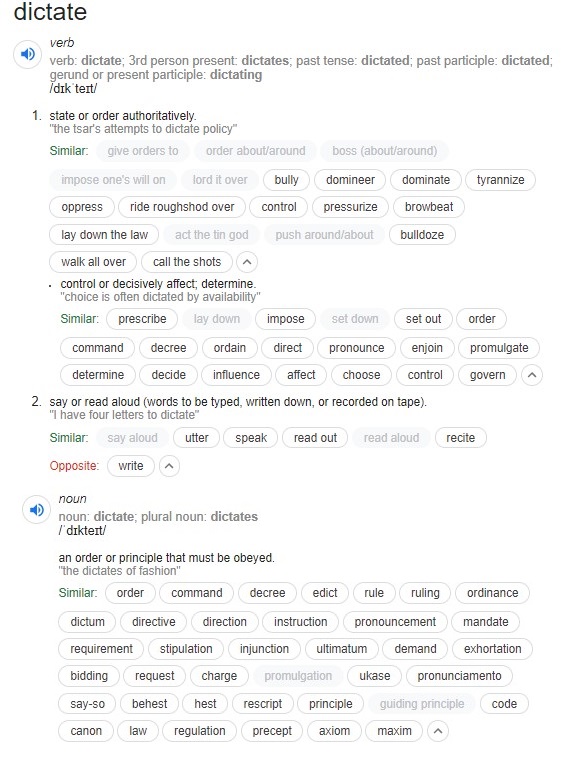 dictate
verb
verb: dictate; 3rd person present: dictates; past tense: dictated; past participle: dictated;
gerund or present participle: dictating
/dɪkˈteɪt/
1. state or order authoritatively.
"the tsar's attempts to dictate policy"
Similar: give orders to order about/around boss (about/around)
impose one's will on lord it over bully domineer dominate tyrannize
oppress ride roughshod over control pressurize browbeat
lay down the law act the tin god push around/about bulldoze
walk all over call the shots
• control or decisively affect; determine.
"choice is often dictated by availability"
Similar: prescribe lay down impose set down set out order
command decree ordain direct pronounce enjoin promulgate
determine decide influence affect choose control govern
2. say or read aloud (words to be typed, written down, or recorded on tape).
"I have four letters to dictate"
Similar: say aloud utter speak read out read aloud recite
Opposite: write
noun
noun: dictate; plural noun: dictates
/ˈdɪkteɪt/
an order or principle that must be obeyed.
"the dictates of fashion"
Similar: order command decree edict rule ruling ordinance
dictum directive direction instruction pronouncement mandate
requirement stipulation injunction ultimatum demand exhortation
bidding request charge promulgation ukase pronunciamento
say-so behest hest rescript principle guiding principle code
canon law regulation precept axiom maxim